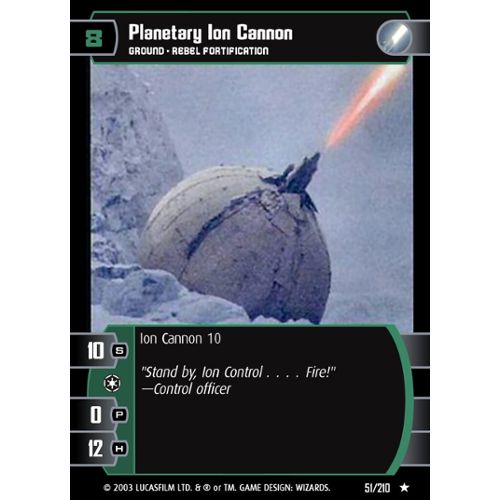 8
Planetary Ion Cannon
GROUND • REBEL FORTIFICATION
10 S
Ion Cannon 10
"Stand by, Ion Control . . . . Fire!"
—Control officer
0 P
12 H
© 2003 LUCASFILM LTD. & ® or TM. GAME DESIGN: WIZARDS.
51/210 ★